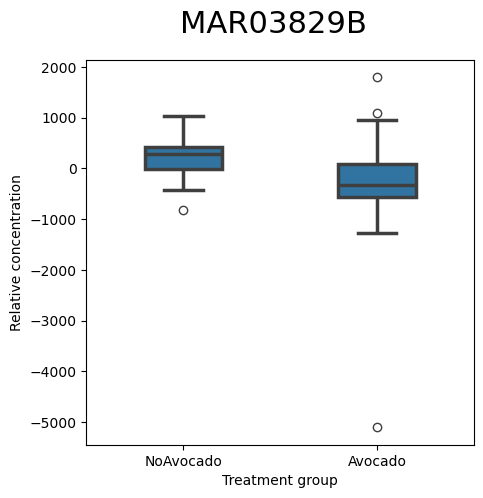 MAR03829B
2000
1000
0
−1000
−2000
−3000
−4000
−5000
Relative concentration
NoAvocado Avocado
Treatment group